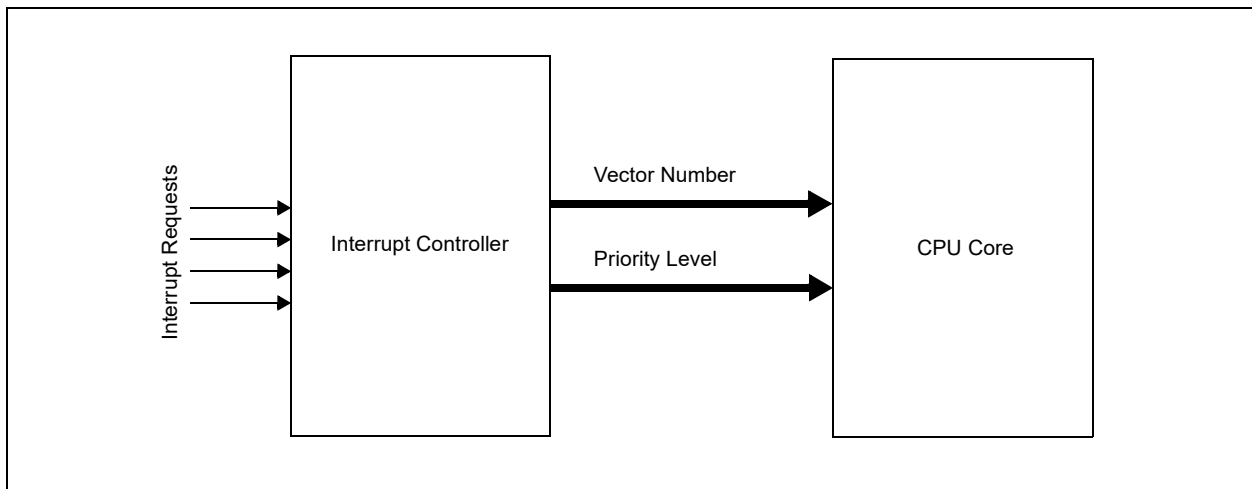 Interrupt Requests
Interrupt Controller
Vector Number
Priority Level
CPU Core